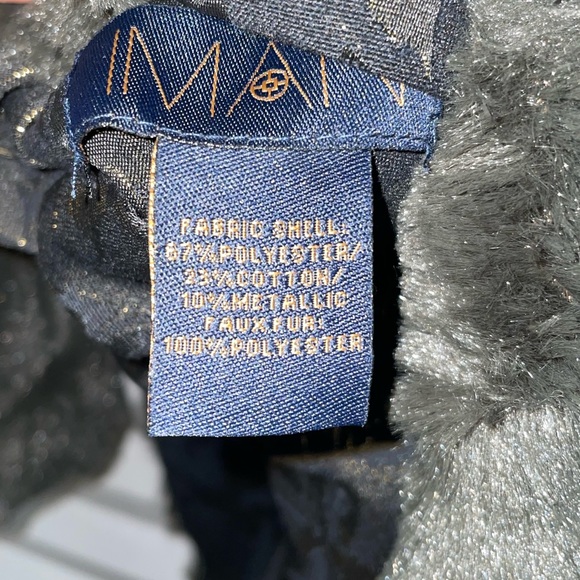 IMAN
FABRIC SHELL:
67%POLYESTER/
23%COTTON/
10%METALLIC
FAUXFUR:
100%POLYESTER